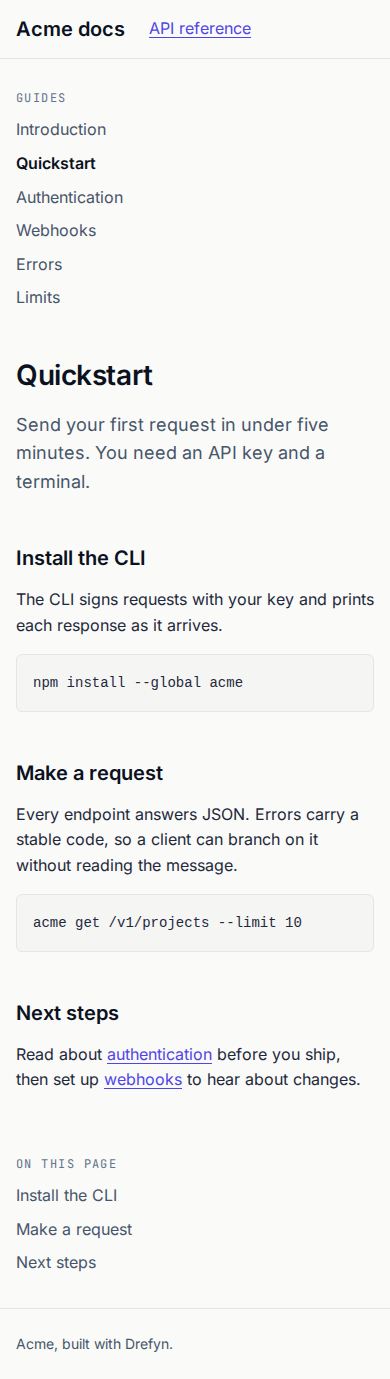 Acme docs API reference
GUIDES
Introduction
Quickstart
Authentication
Webhooks
Errors
Limits
Quickstart
Send your first request in under five
minutes. You need an API key and a
terminal.
Install the CLI
The CLI signs requests with your key and prints
each response as it arrives.
npm install --global acme
Make a request
Every endpoint answers JSON. Errors carry a
stable code, so a client can branch on it
without reading the message.
acme get /v1/projects --limit 10
Next steps
Read about authentication before you ship,
then set up webhooks to hear about changes.
ON THIS PAGE
Install the CLI
Make a request
Next steps
Acme, built with Drefyn.